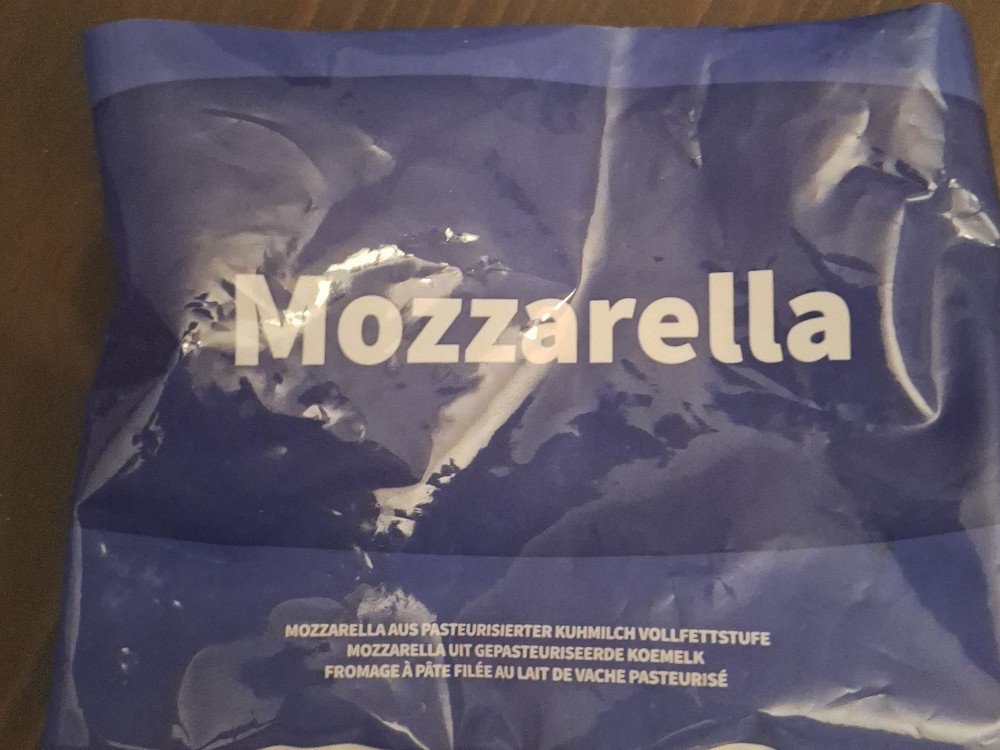 Mozzarella
MOZZARELLA AUS PASTEURISIERTER KUHMILCH VOLLFETTSTUFE
MOZZARELLA UIT GEPASTEURISEERDE KOEMELK
FROMAGE À PÂTE FILÉE AU LAIT DE VACHE PASTEURISÉ